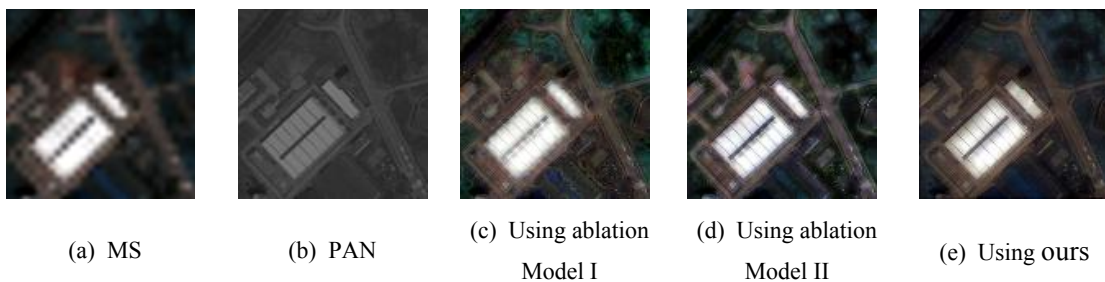 (a) MS
(b) PAN
(c) Using ablation
Model I
(d) Using ablation
Model II
(e) Using ours